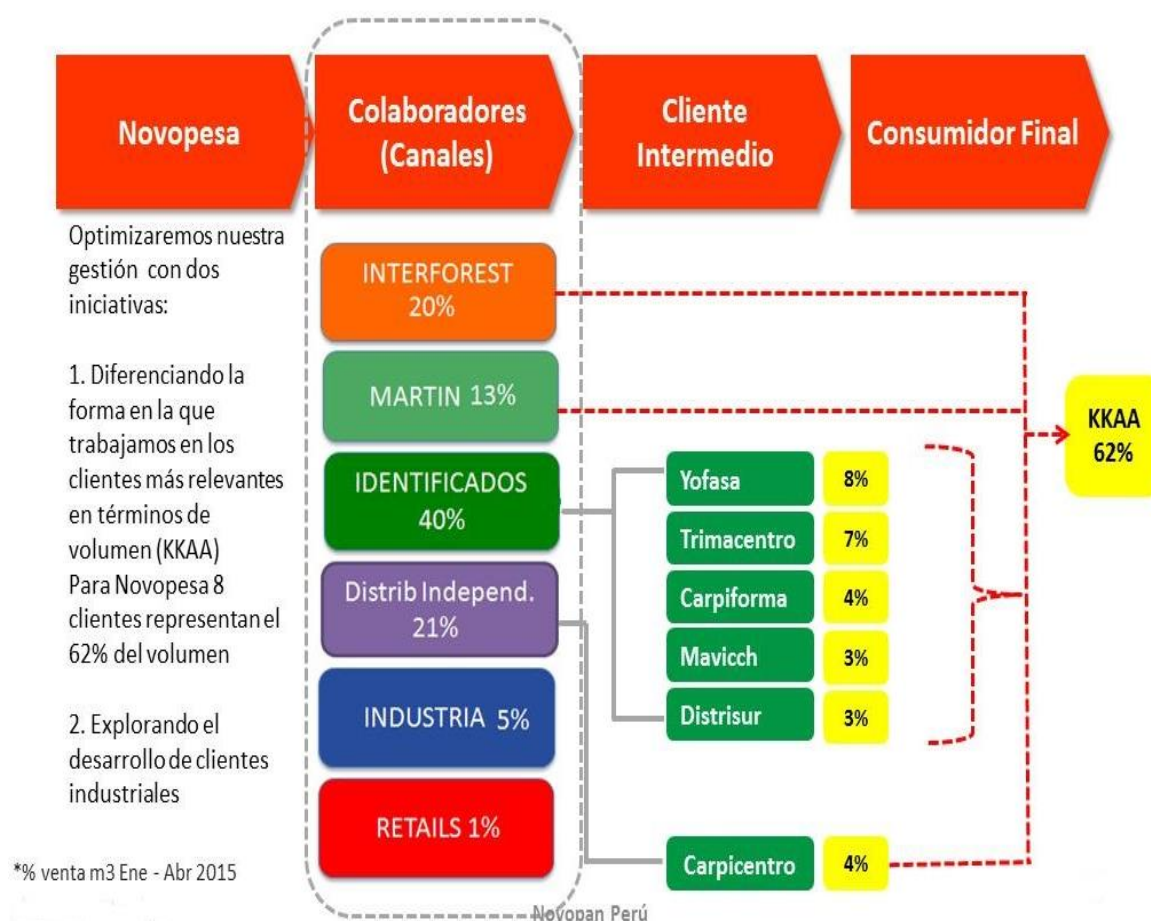 Novopesa
Colaboradores
(Canales)
Cliente
Intermedio
Consumidor Final
Optimizaremos nuestra
gestión con dos
iniciativas:
1. Diferenciando la
forma en la que
trabajamos en los
clientes más relevantes
en términos de
volumen (KKAA)
Para Novopesa 8
clientes representan el
62% del volumen
2. Explorando el
desarrollo de clientes
industriales
*% venta m3 Ene - Abr 2015
INTERFOREST
20%
MARTIN 13%
IDENTIFICADOS
40%
Distrib Independ.
21%
INDUSTRIA 5%
RETAILS 1%
Yofasa 8%
Trimacentro 7%
Carpiforma 4%
Mavicch 3%
Distrisur 3%
Carpicentro 4%
KKAA
62%
Novopan Perú